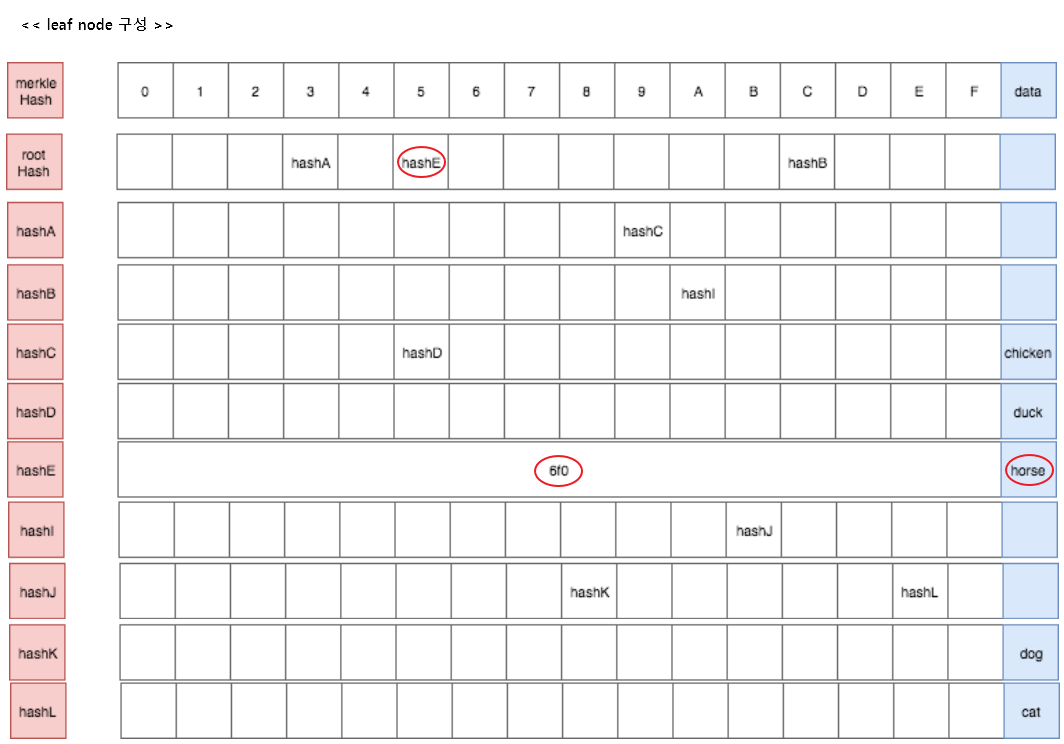 << leaf node 구성 >>
merkle
Hash
0 1 2 3 4 5 6 7 8 9 A B C D E F data
root
Hash
hashA hashE hashB
hashA hashC
hashB hashI
hashC hashD chicken
hashD duck
hashE 6f0 horse
hashI hashJ
hashJ hashK hashL
hashK dog
hashL cat